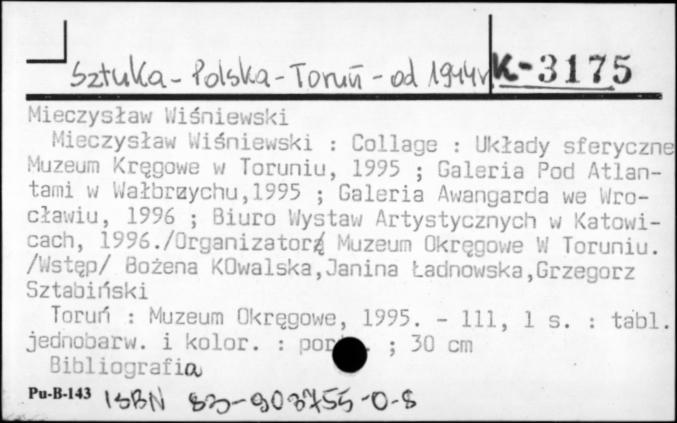 Sztuka - Polska - Toruń - od 1944r K-3175
Mieczysław Wiśniewski
Mieczysław Wiśniewski : Collage : Układy sferyczne
Muzeum Kręgowe w Toruniu, 1995 ; Galeria Pod Atlan-
tami w Wałbrzychu,1995 ; Galeria Awangarda we Wro-
cławiu, 1996 ; Biuro Wystaw Artystycznych w Katowi-
cach, 1996./Organizator Muzeum Okręgowe W Toruniu.
/Wstęp/ Bożena KOwalska,Janina Ładnowska,Grzegorz
Sztabiński
Toruń : Muzeum Okręgowe, 1995. - 111, 1 s. : tabl.
jednobarw. i kolor. : ; 30 cm
Bibliografia
Pu-B-143 ISBN 83-903755-0-8